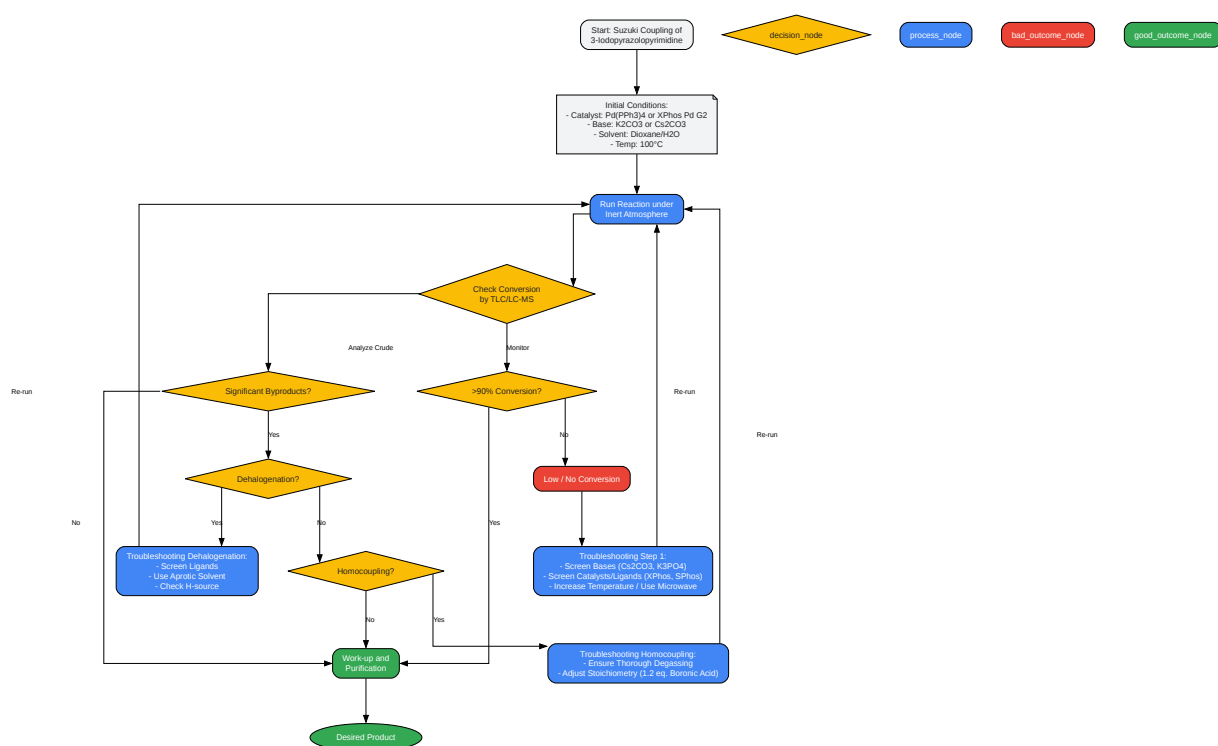 Start: Suzuki Coupling of
3-Iodopyrazolopyrimidine
decision_node
process_node
bad_outcome_node
good_outcome_node
Initial Conditions:
- Catalyst: Pd(PPh3)4 or XPhos Pd G2
- Base: K2CO3 or Cs2CO3
- Solvent: Dioxane/H2O
- Temp: 100°C
Run Reaction under
Inert Atmosphere
Check Conversion
by TLC/LC-MS
Analyze Crude
Monitor
Re-run
Significant Byproducts?
>90% Conversion?
Re-run
Re-run
Yes
No
Dehalogenation?
Low / No Conversion
No
Yes
No
Yes
Troubleshooting Dehalogenation:
- Screen Ligands
- Use Aprotic Solvent
- Check H-source
Homocoupling?
Troubleshooting Step 1:
- Screen Bases (Cs2CO3, K3PO4)
- Screen Catalysts/Ligands (XPhos, SPhos)
- Increase Temperature / Use Microwave
No
Yes
Work-up and
Purification
Troubleshooting Homocoupling:
- Ensure Thorough Degassing
- Adjust Stoichiometry (1.2 eq. Boronic Acid)
Desired Product